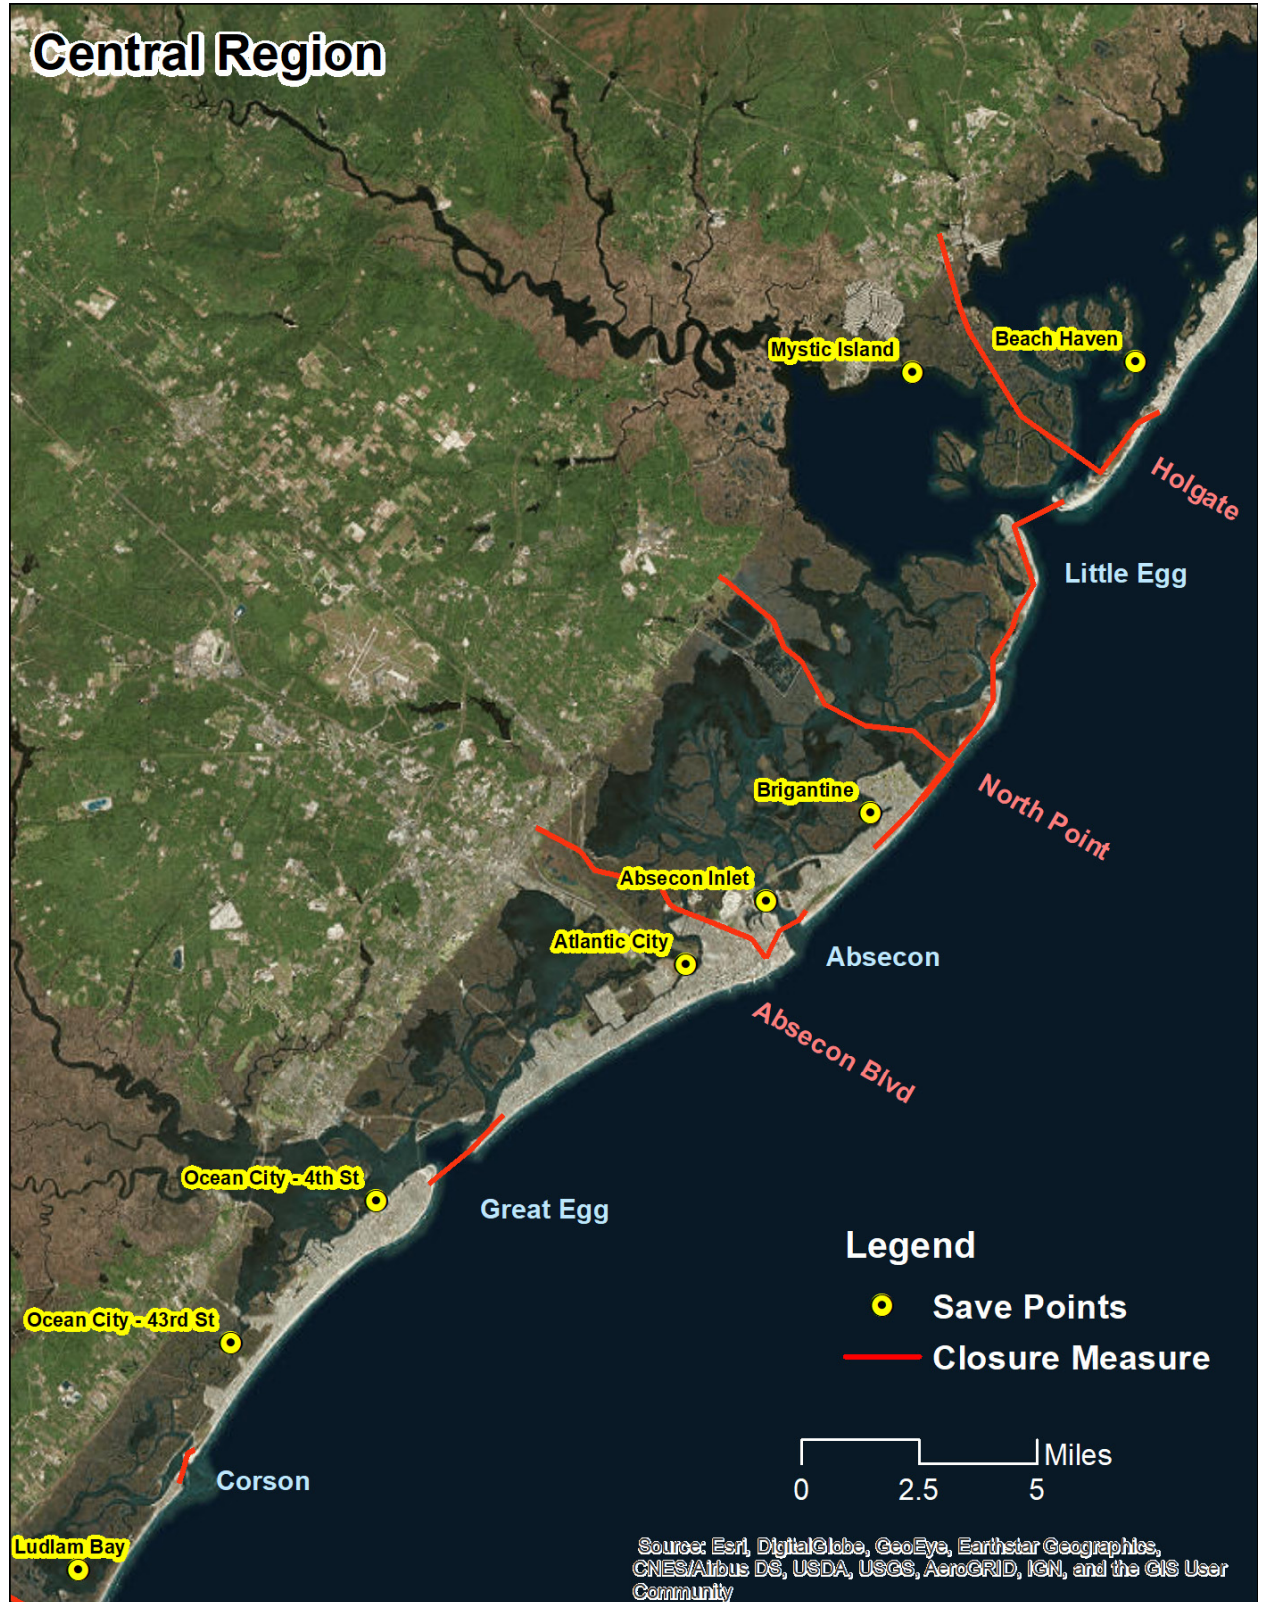 Central Region
Beach Haven
Mystic Island
Holgate
Little Egg
North Point
Brigantine
Absecon Inlet
Atlantic City
Absecon
Absecon Blvd
Ocean City - 4th St
Great Egg
Legend
Save Points
Ocean City - 43rd St
Closure Measure
Miles
0 2.5 5
Corson
Ludlam Bay
Source: Esri, DigitalGlobe, GeoEye, Earthstar Geographics,
CNES/Airbus DS, USDA, USGS, AeroGRID, IGN, and the GIS User
Community